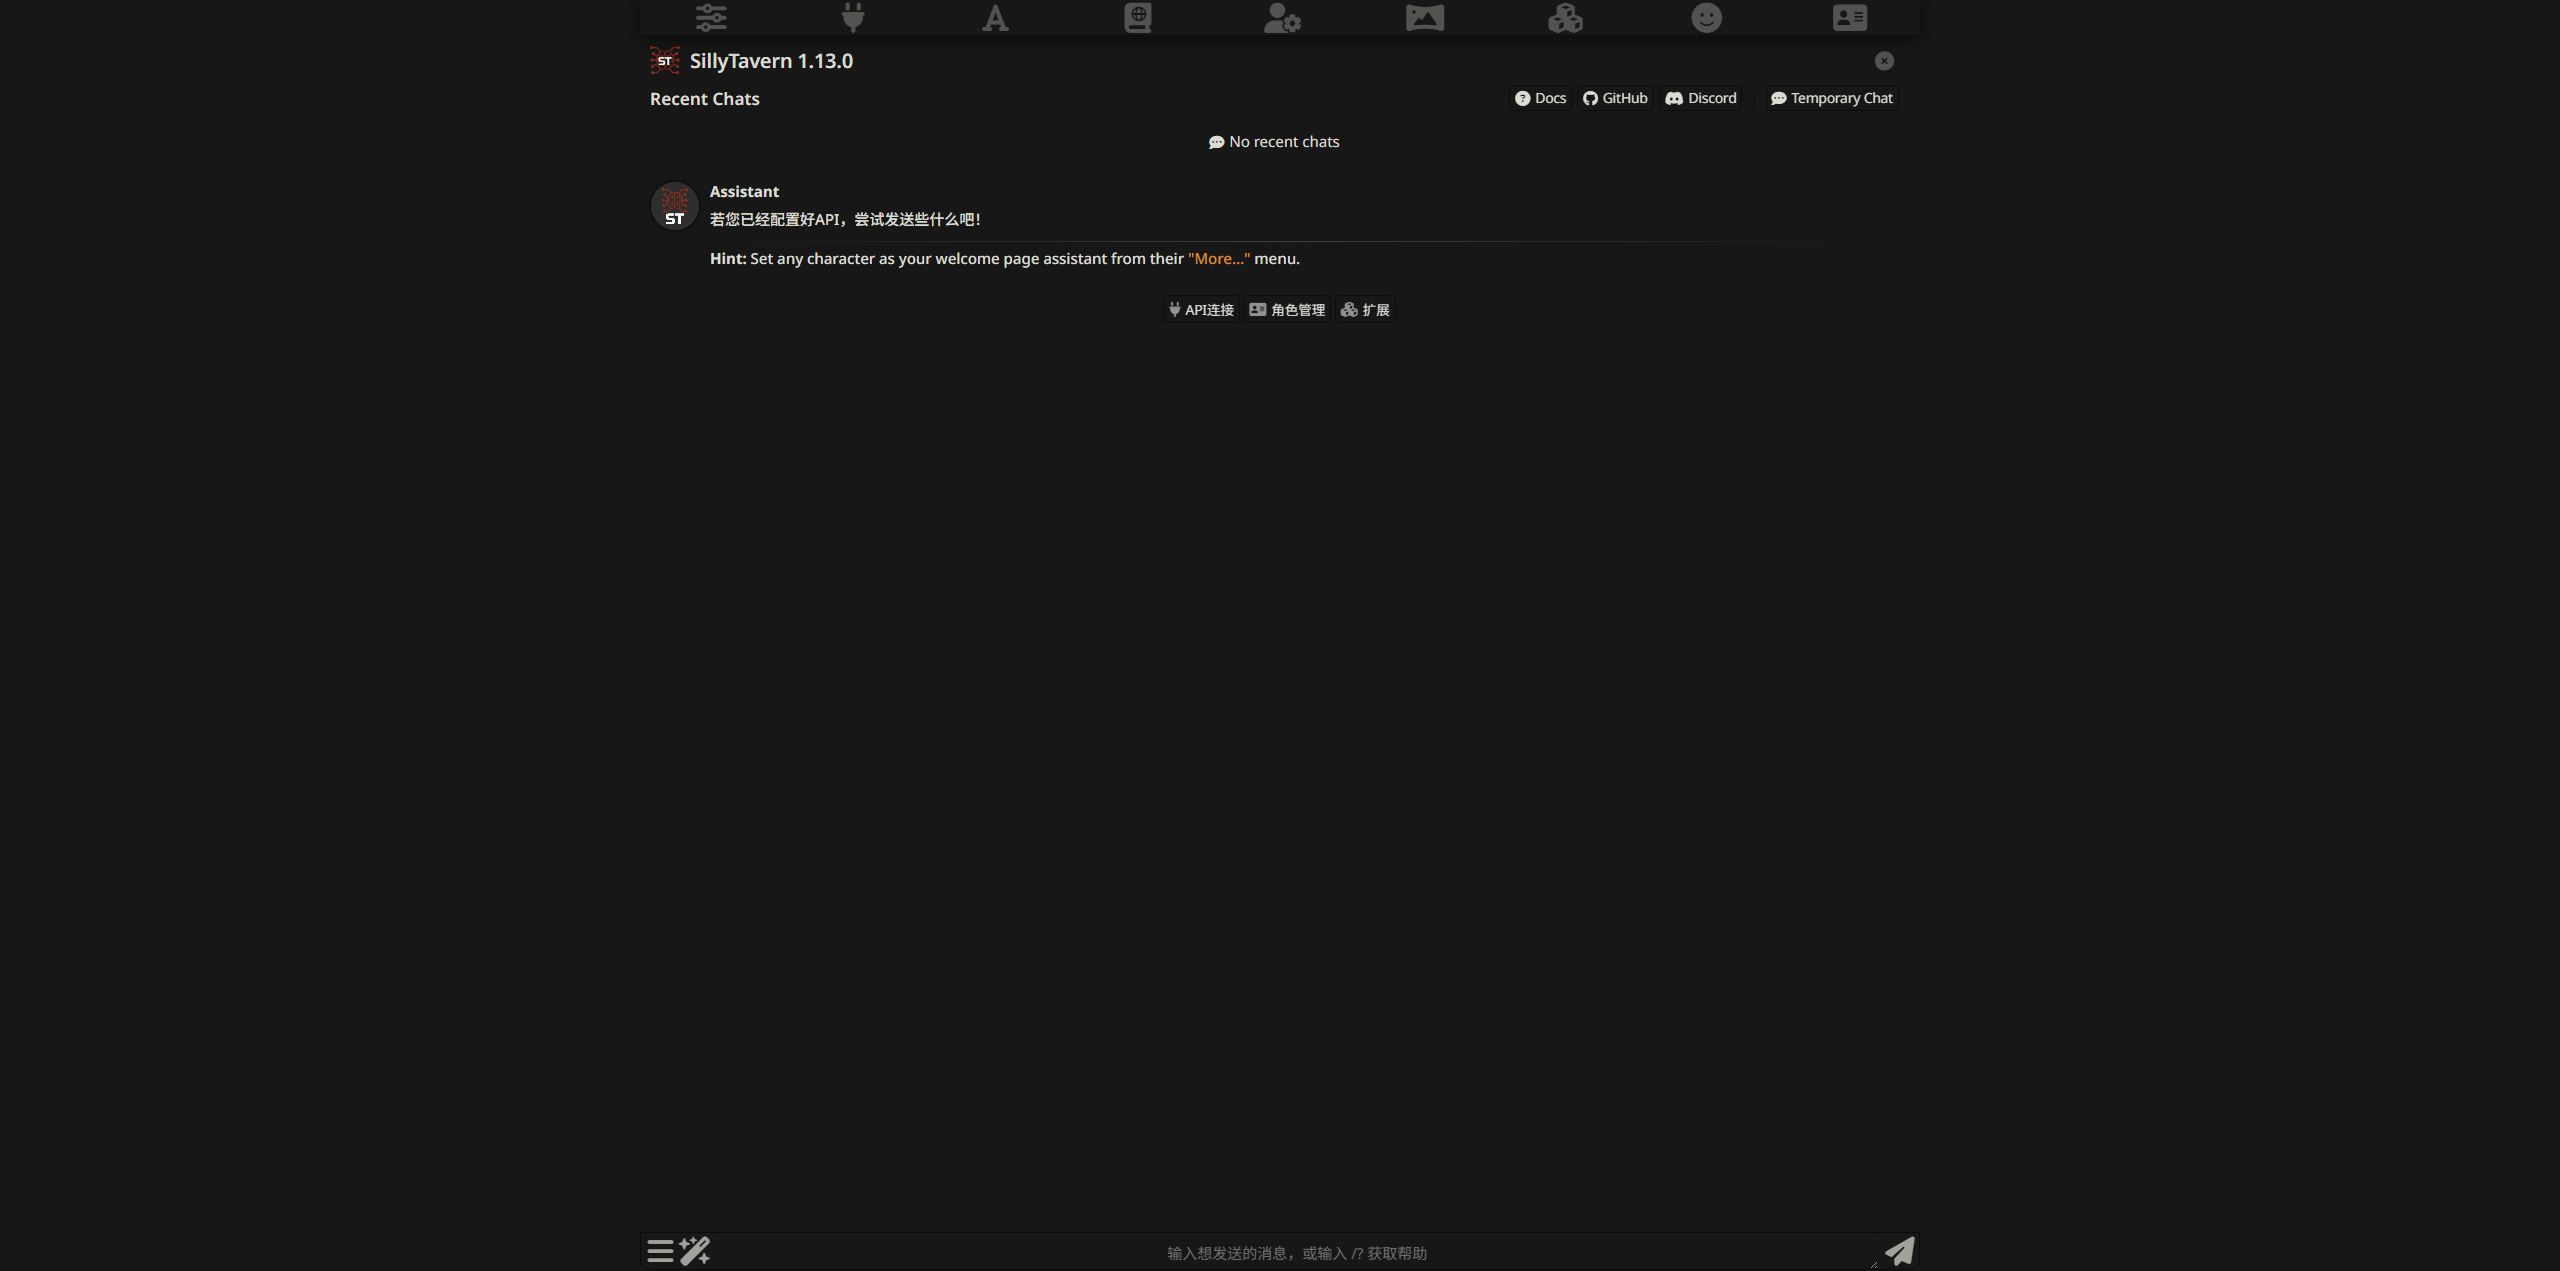 ST SillyTavern 1.13.0
Recent Chats
Docs GitHub Discord Temporary Chat
No recent chats
Assistant
ST
若您已经配置好API，尝试发送些什么吧！
Hint: Set any character as your welcome page assistant from their "More..." menu.
API连接 角色管理 扩展
输入想发送的消息，或输入 /? 获取帮助